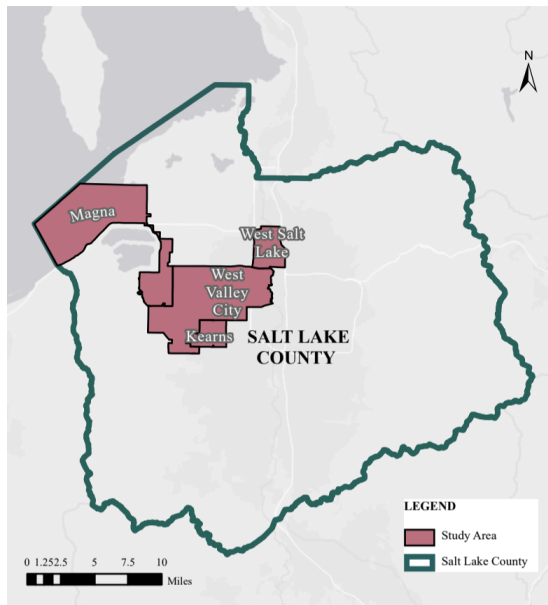 N
Magna
West Salt
Lake
West
Valley
City
Kearns
SALT LAKE
COUNTY
LEGEND
Study Area
Salt Lake County
0 1.252.5 5 7.5 10
Miles